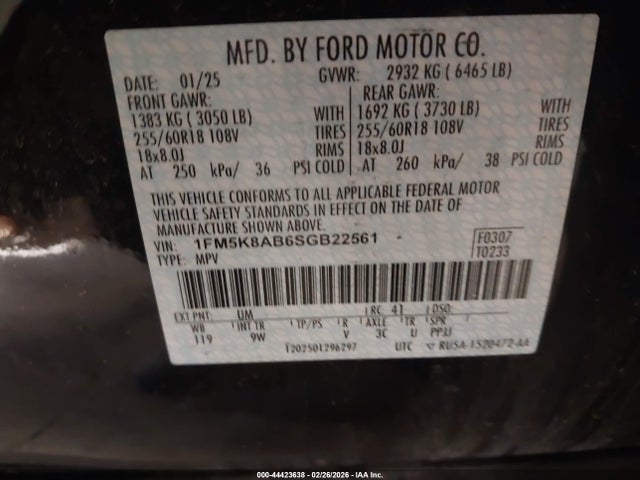 MFD. BY FORD MOTOR CO.
DATE: 01/25 GVWR: 2932 KG ( 6465 LB)
FRONT GAWR: REAR GAWR:
1383 KG ( 3050 LB) WITH 1692 KG ( 3730 LB) WITH
255/60R18 108V TIRES 255/60R18 108V TIRES
18x8.0J RIMS 18x8.0J RIMS
AT 250 kPa/ 36 PSI COLD AT 260 kPa/ 38 PSI COLD
THIS VEHICLE CONFORMS TO ALL APPLICABLE FEDERAL MOTOR
VEHICLE SAFETY STANDARDS IN EFFECT ON THE DATE OF
MANUFACTURE SHOWN ABOVE.
VIN: 1FM5K8AB6SGB22561 F0307
TYPE: MPV T0233
EXT PNT: UM RC: 41 DSO:
WB INT TR TP/PS R AXLE TR SPR
119 9W V 3C U PPJJ
T202501296297 UTC RU5A-1520472-AA
000-44423638 - 02/26/2026 - IAA Inc.